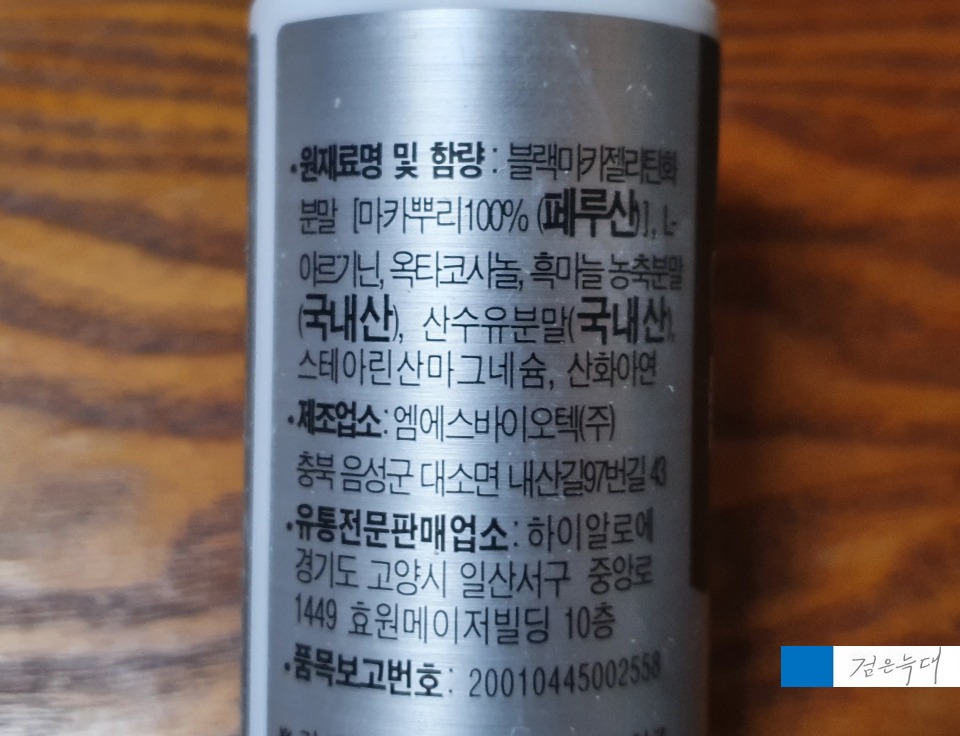 ·원재료명 및 함량 : 블랙마카젤라틴화
분말 [마카뿌리100% (페루산)], L-
아르기닌, 옥타코사놀, 흑마늘 농축분말
(국내산), 산수유분말(국내산),
스테아린산마그네슘, 산화아연
·제조업소:엠에스바이오텍(주)
충북 음성군 대소면 내산길97번길 43
·유통전문판매업소: 하이알로에
경기도 고양시 일산서구 중앙로
1449 효원메이저빌딩 10층
·품목보고번호: 20010445002558
검은늑대